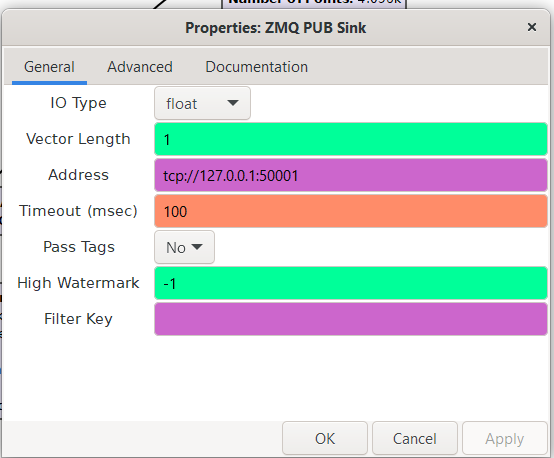 Number of Points: 4.096k
Properties: ZMQ PUB Sink ×
General Advanced Documentation
IO Type float
Vector Length 1
Address tcp://127.0.0.1:50001
Timeout (msec) 100
Pass Tags No
High Watermark -1
Filter Key
OK Cancel Apply